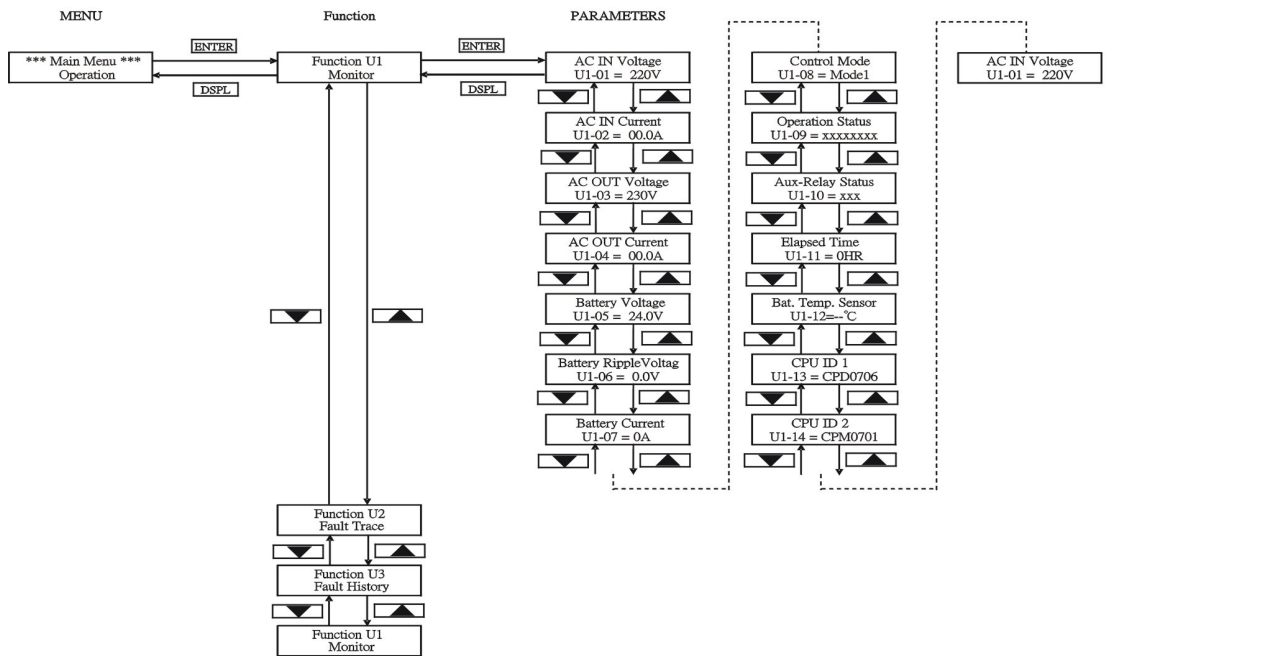 MENU
Function
PARAMETERS
*** Main Menu ***
Operation
ENTER
DSPL
Function U1
Monitor
ENTER
DSPL
AC IN Voltage
U1-01 = 220V
AC IN Current
U1-02 = 00.0A
AC OUT Voltage
U1-03 = 230V
AC OUT Current
U1-04 = 00.0A
Battery Voltage
U1-05 = 24.0V
Battery RippleVoltag
U1-06 = 0.0V
Battery Current
U1-07 = 0A
Control Mode
U1-08 = Mode1
Operation Status
U1-09 = xxxxxxxx
Aux-Relay Status
U1-10 = xxx
Elapsed Time
U1-11 = 0HR
Bat. Temp. Sensor
U1-12=--°C
CPU ID 1
U1-13 = CPD0706
CPU ID 2
U1-14 = CPM0701
AC IN Voltage
U1-01 = 220V
Function U2
Fault Trace
Function U3
Fault History
Function U1
Monitor